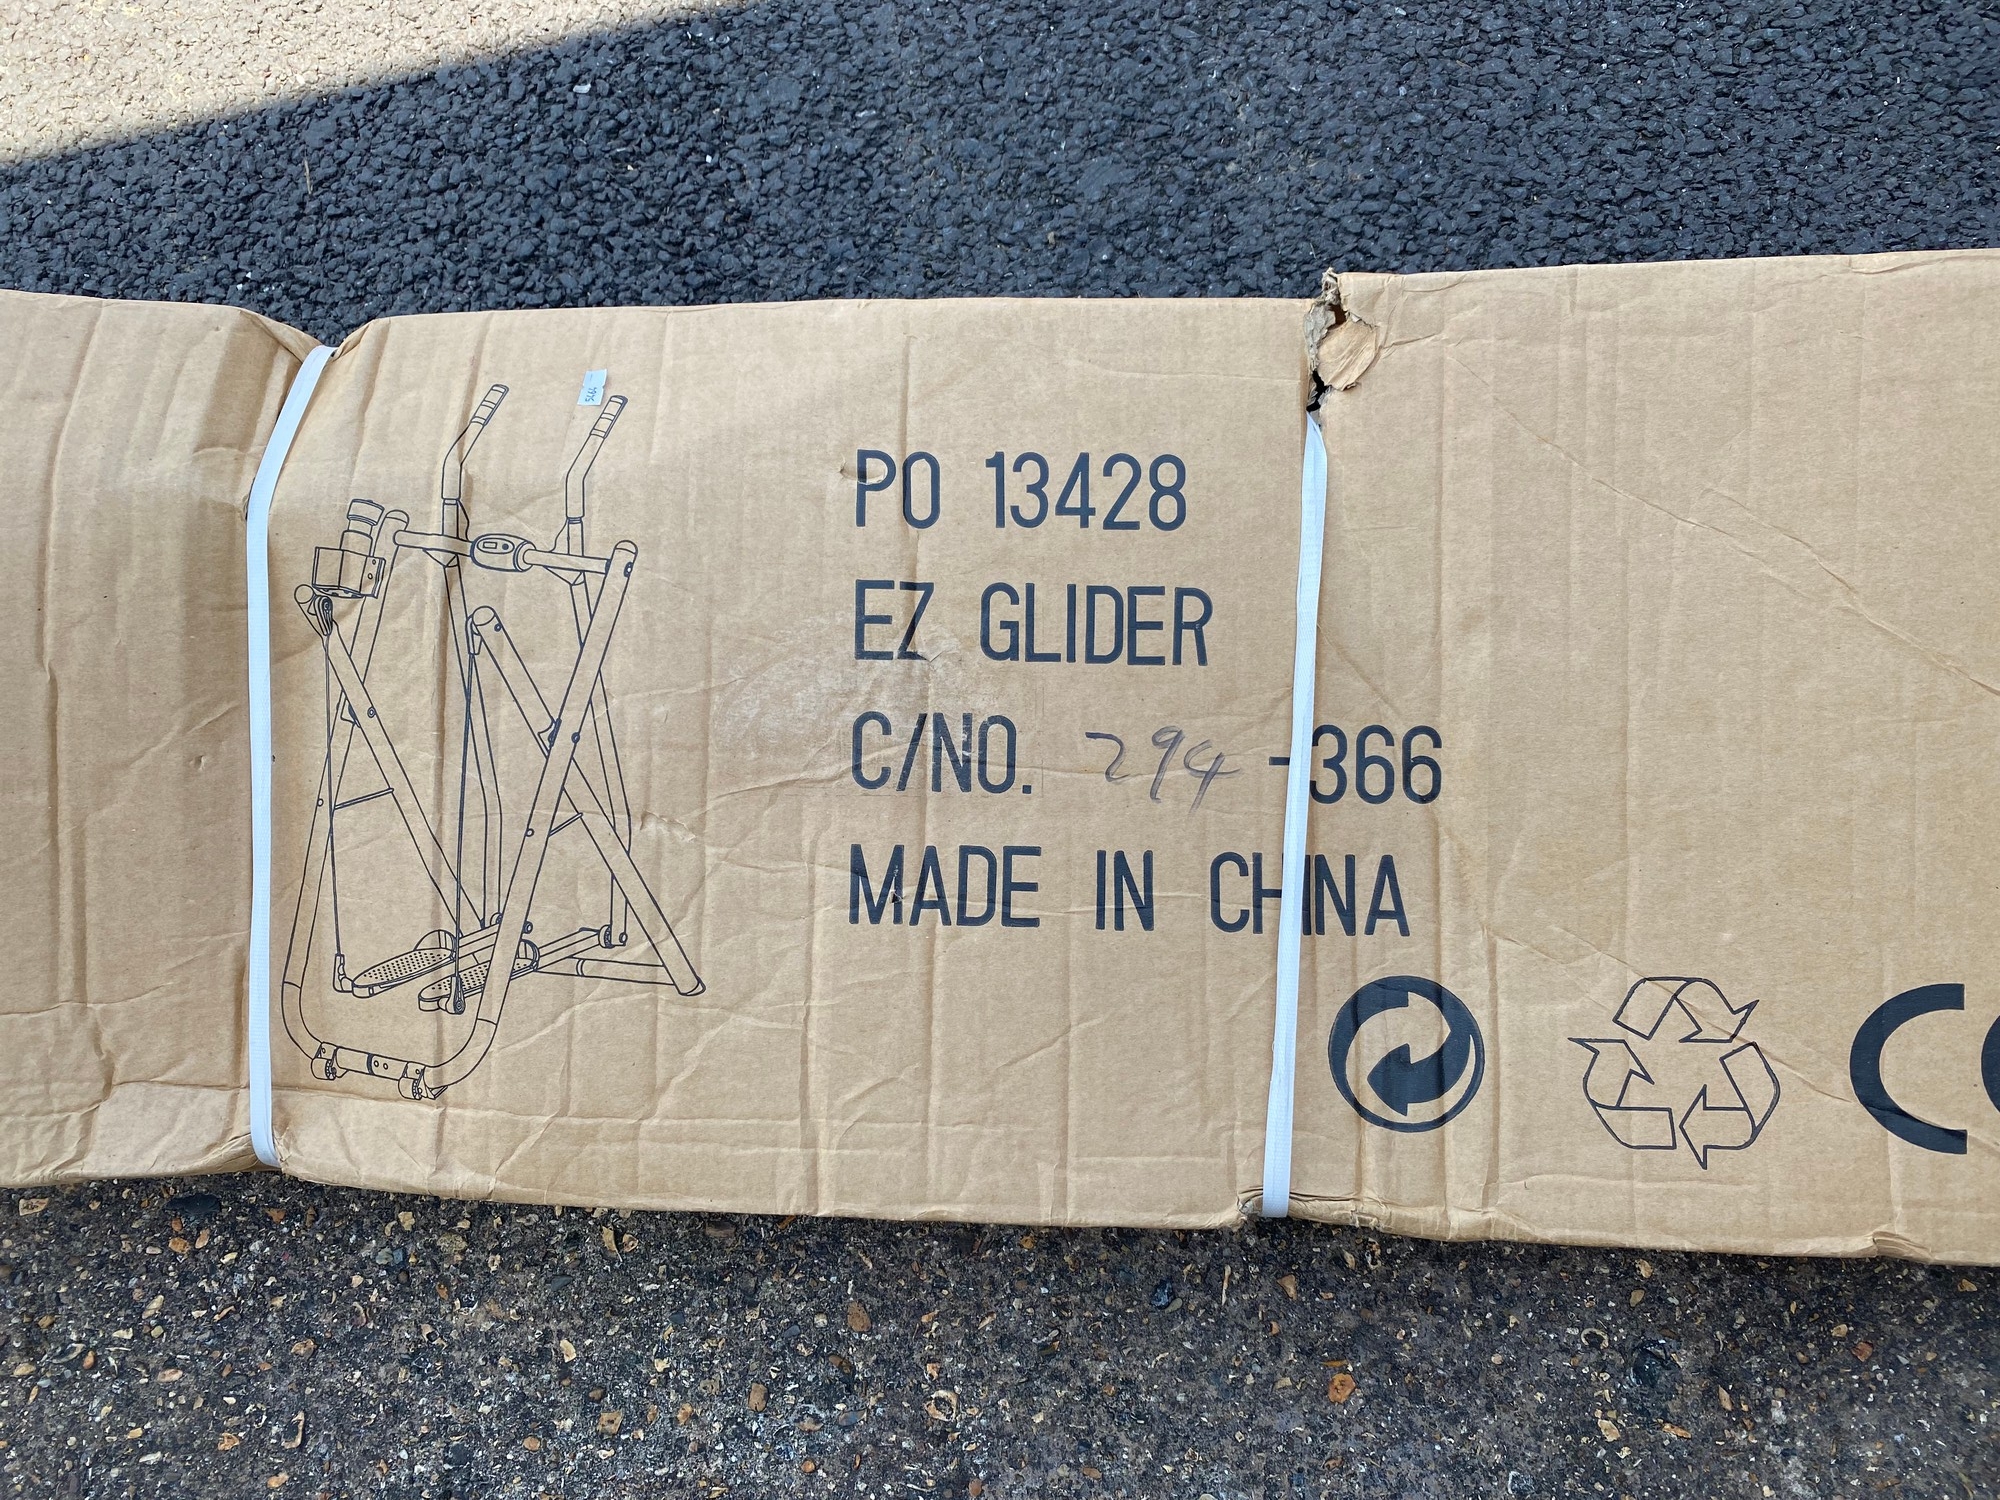 PO 13428
EZ GLIDER
C/NO. 294 -366
MADE IN CHINA